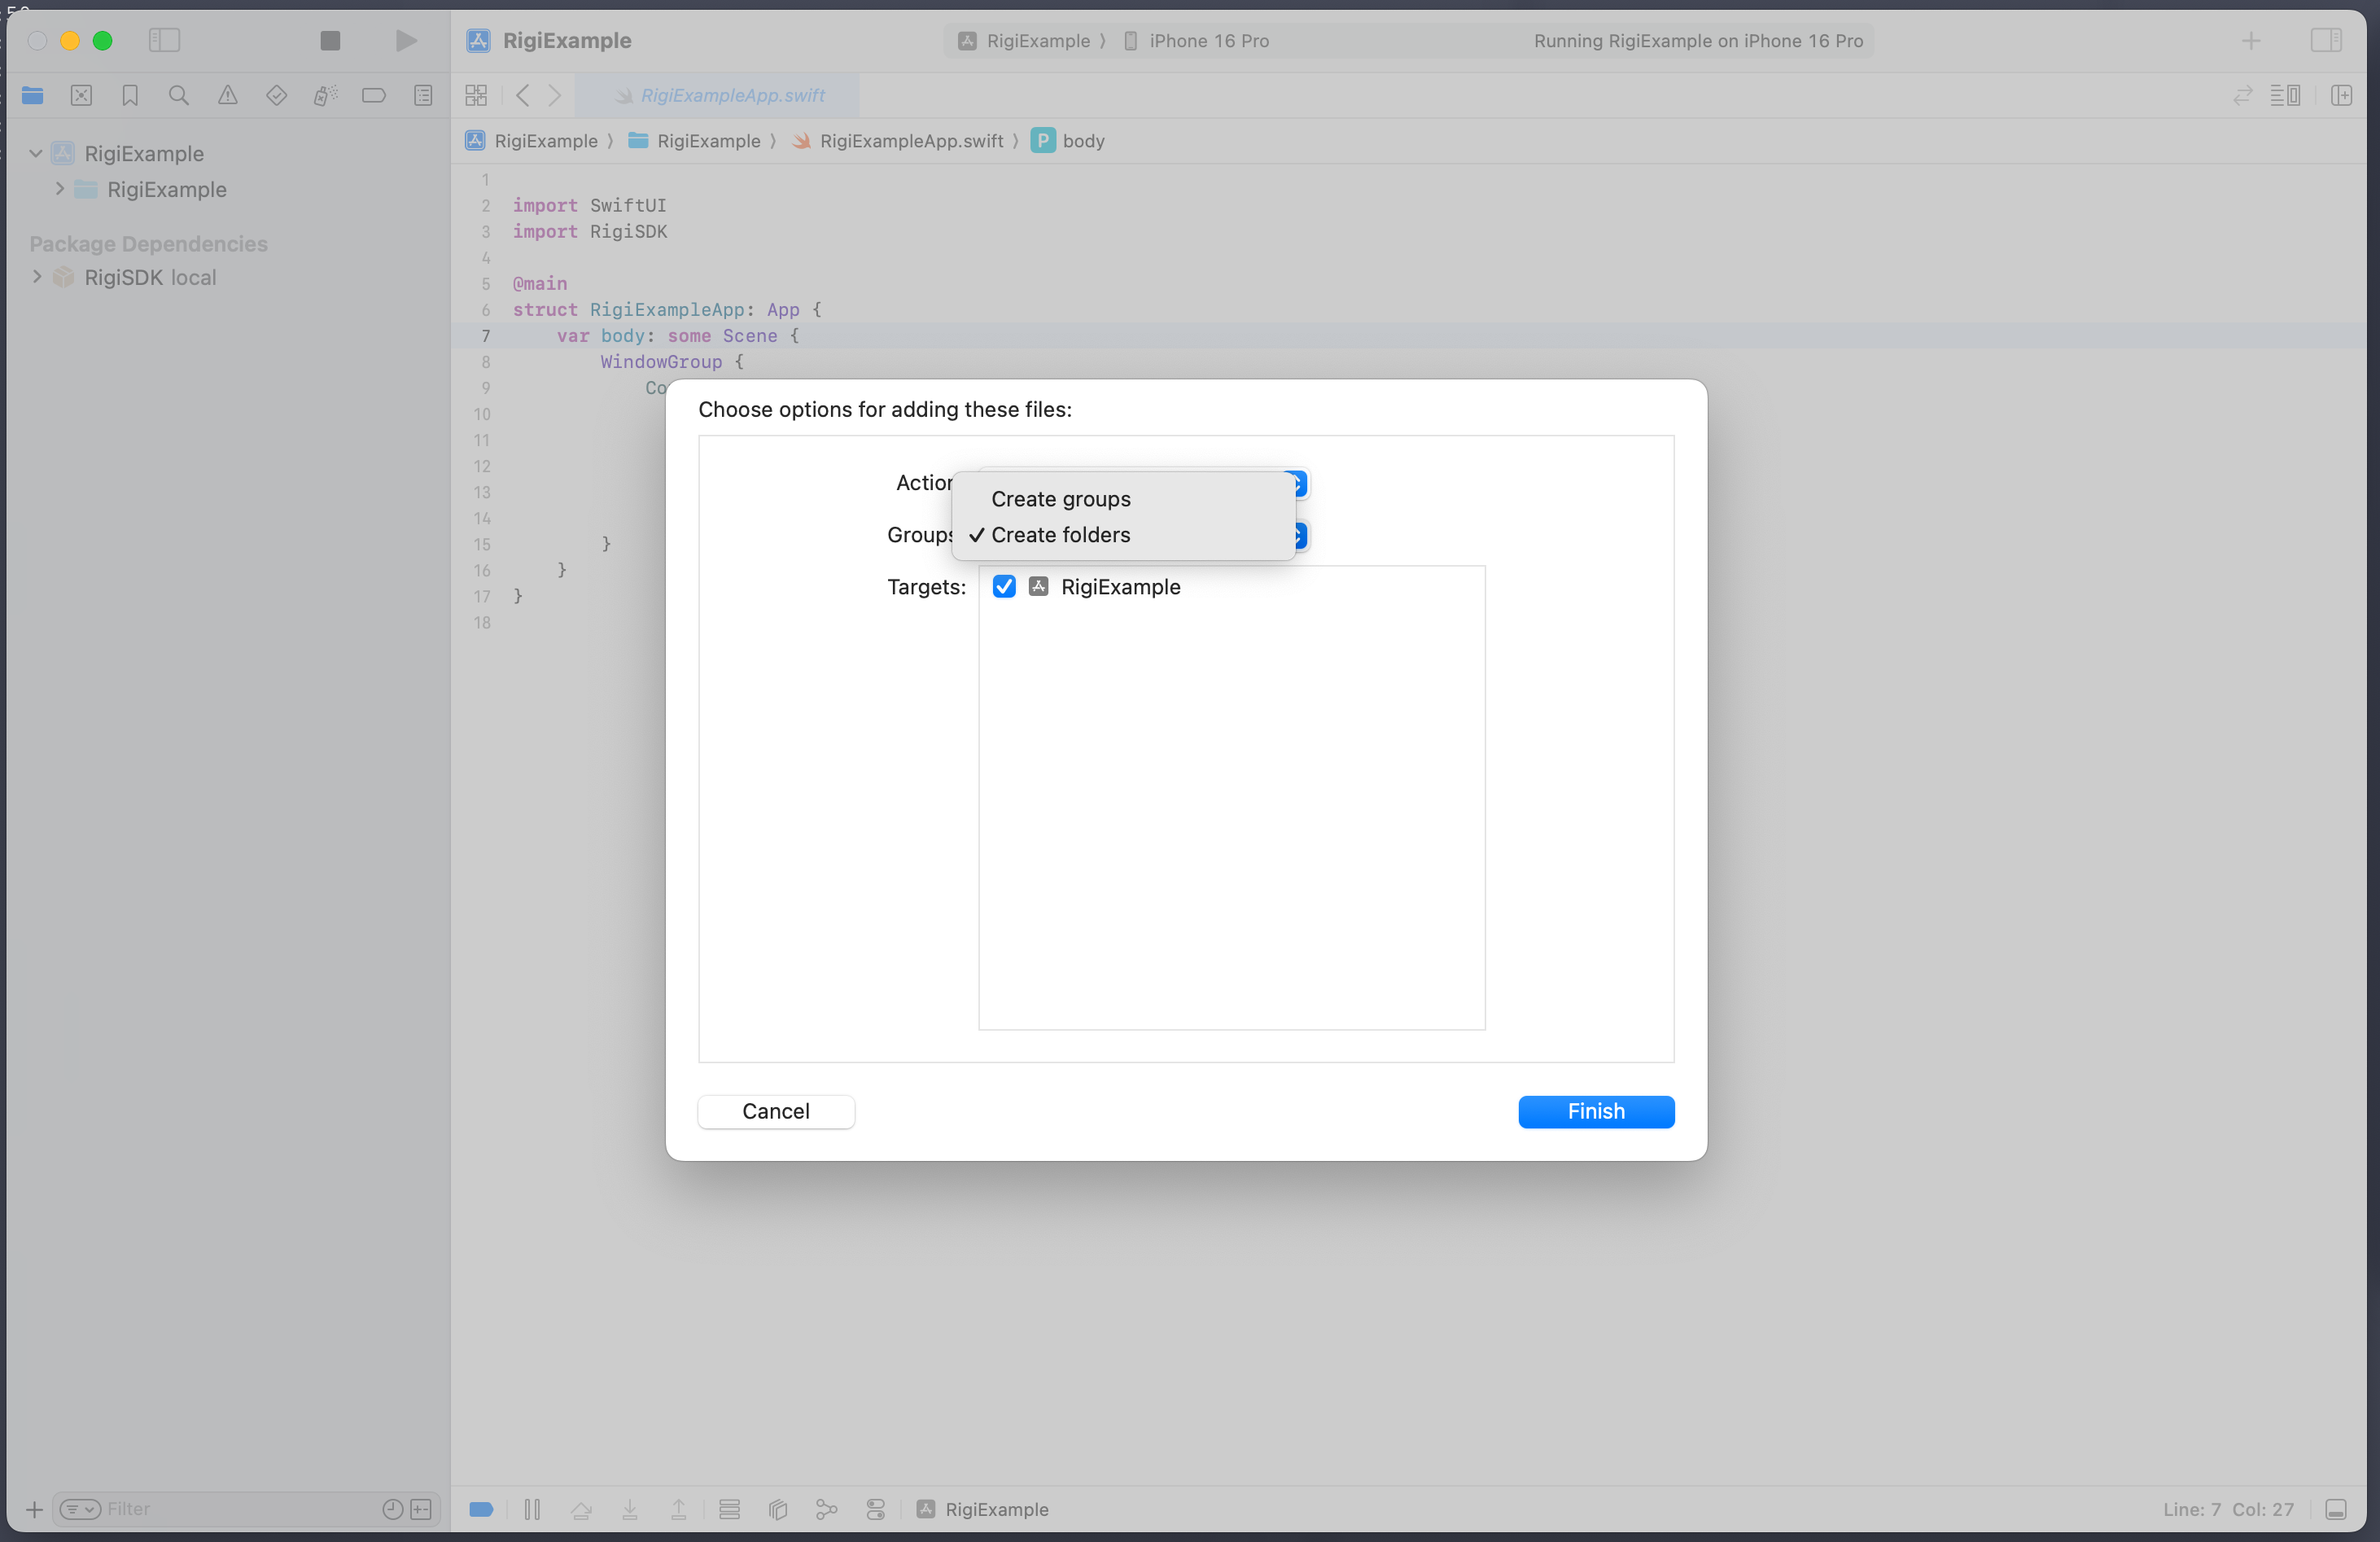 RigiExample
RigiExample
iPhone 16 Pro
Running RigiExample on iPhone 16 Pro
RigiExampleApp.swift
RigiExample
RigiExample
RigiExampleApp.swift
P
body
RigiExample
RigiExample
Package Dependencies
RigiSDK local
1
2 import SwiftUI
3 import RigiSDK
4
5 @main
6 struct RigiExampleApp: App {
7 var body: some Scene {
8 WindowGroup {
9 Co
10
11
12
13
14
15 }
16 }
17 }
18
Choose options for adding these files:
Action
Create groups
Groups
✓ Create folders
Targets:
RigiExample
Cancel
Finish
Filter
RigiExample
Line: 7 Col: 27